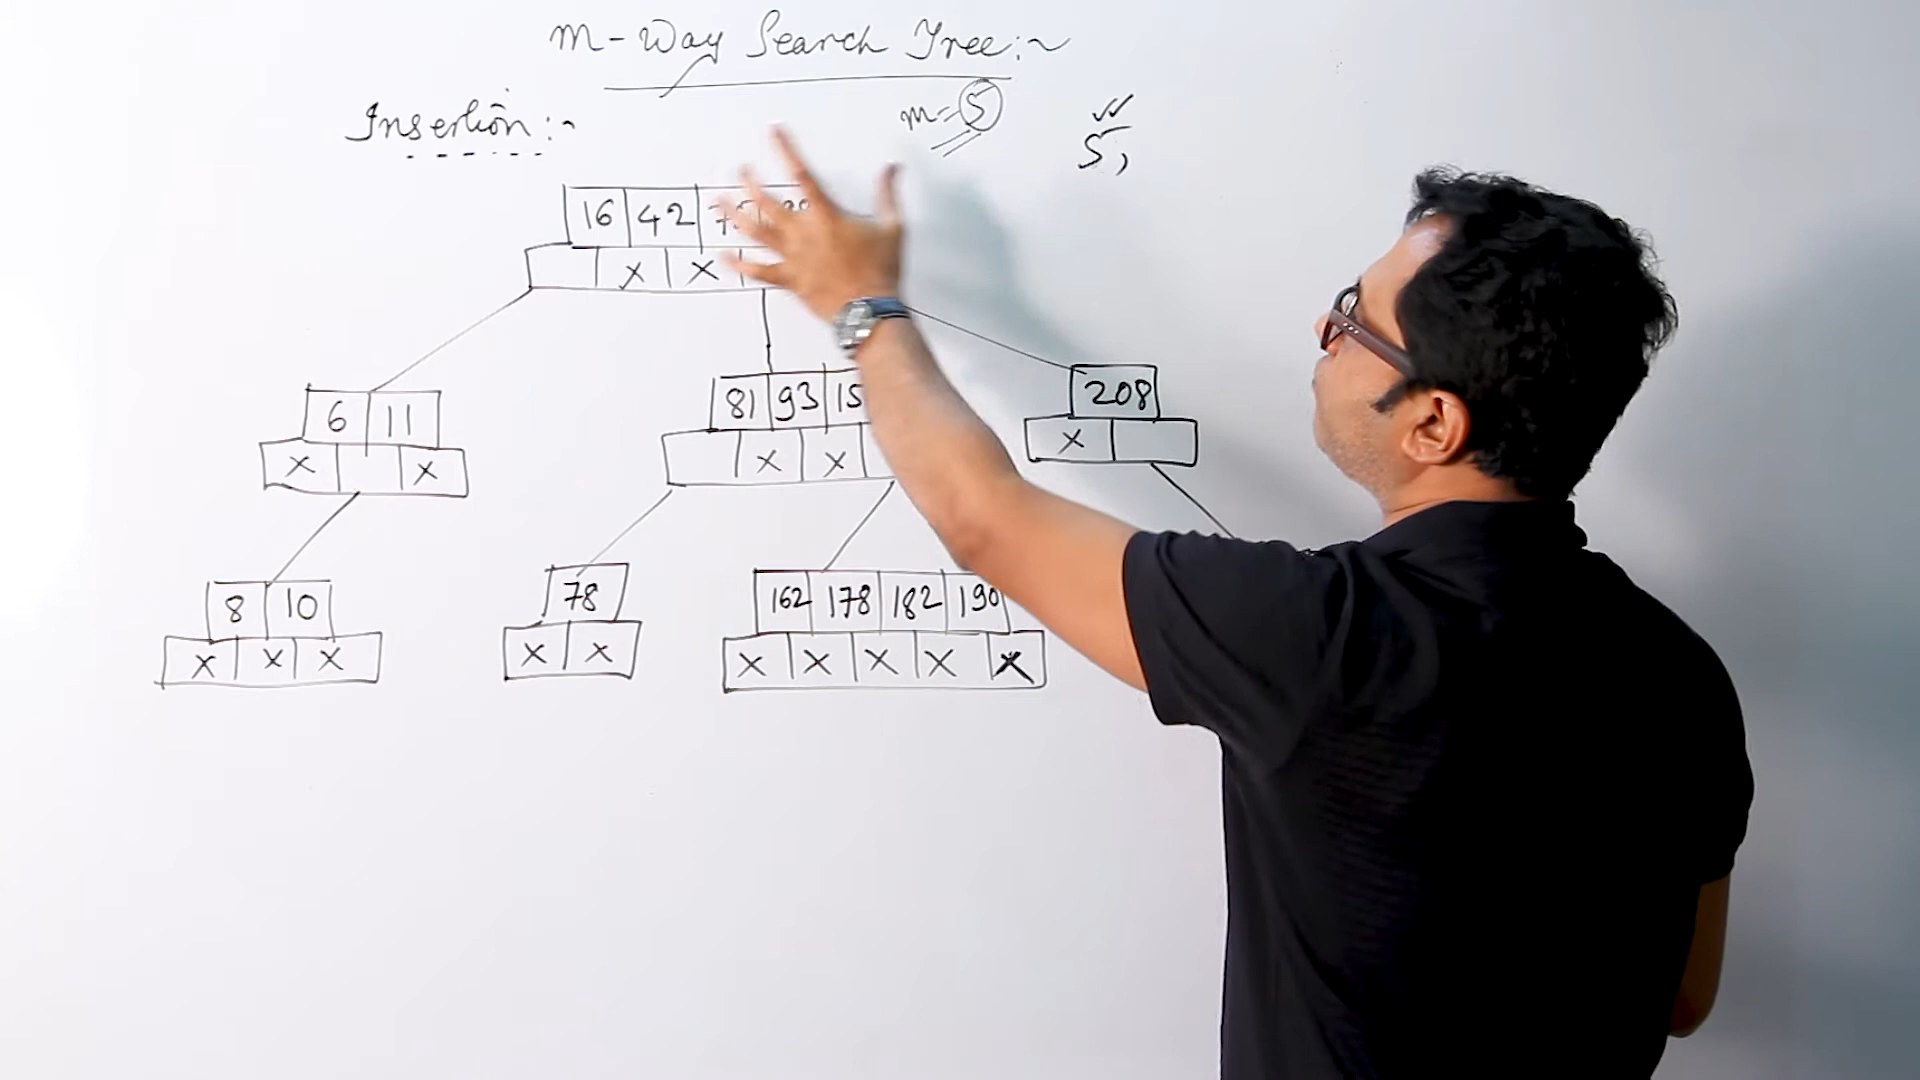 m-Way Search Tree:~
Insertion:-
m=5
5,
16 42
X X
6 11
X X
81 93
X X
208
X
8 10
X X X
78
X X
162 178 182 190
X X X X X